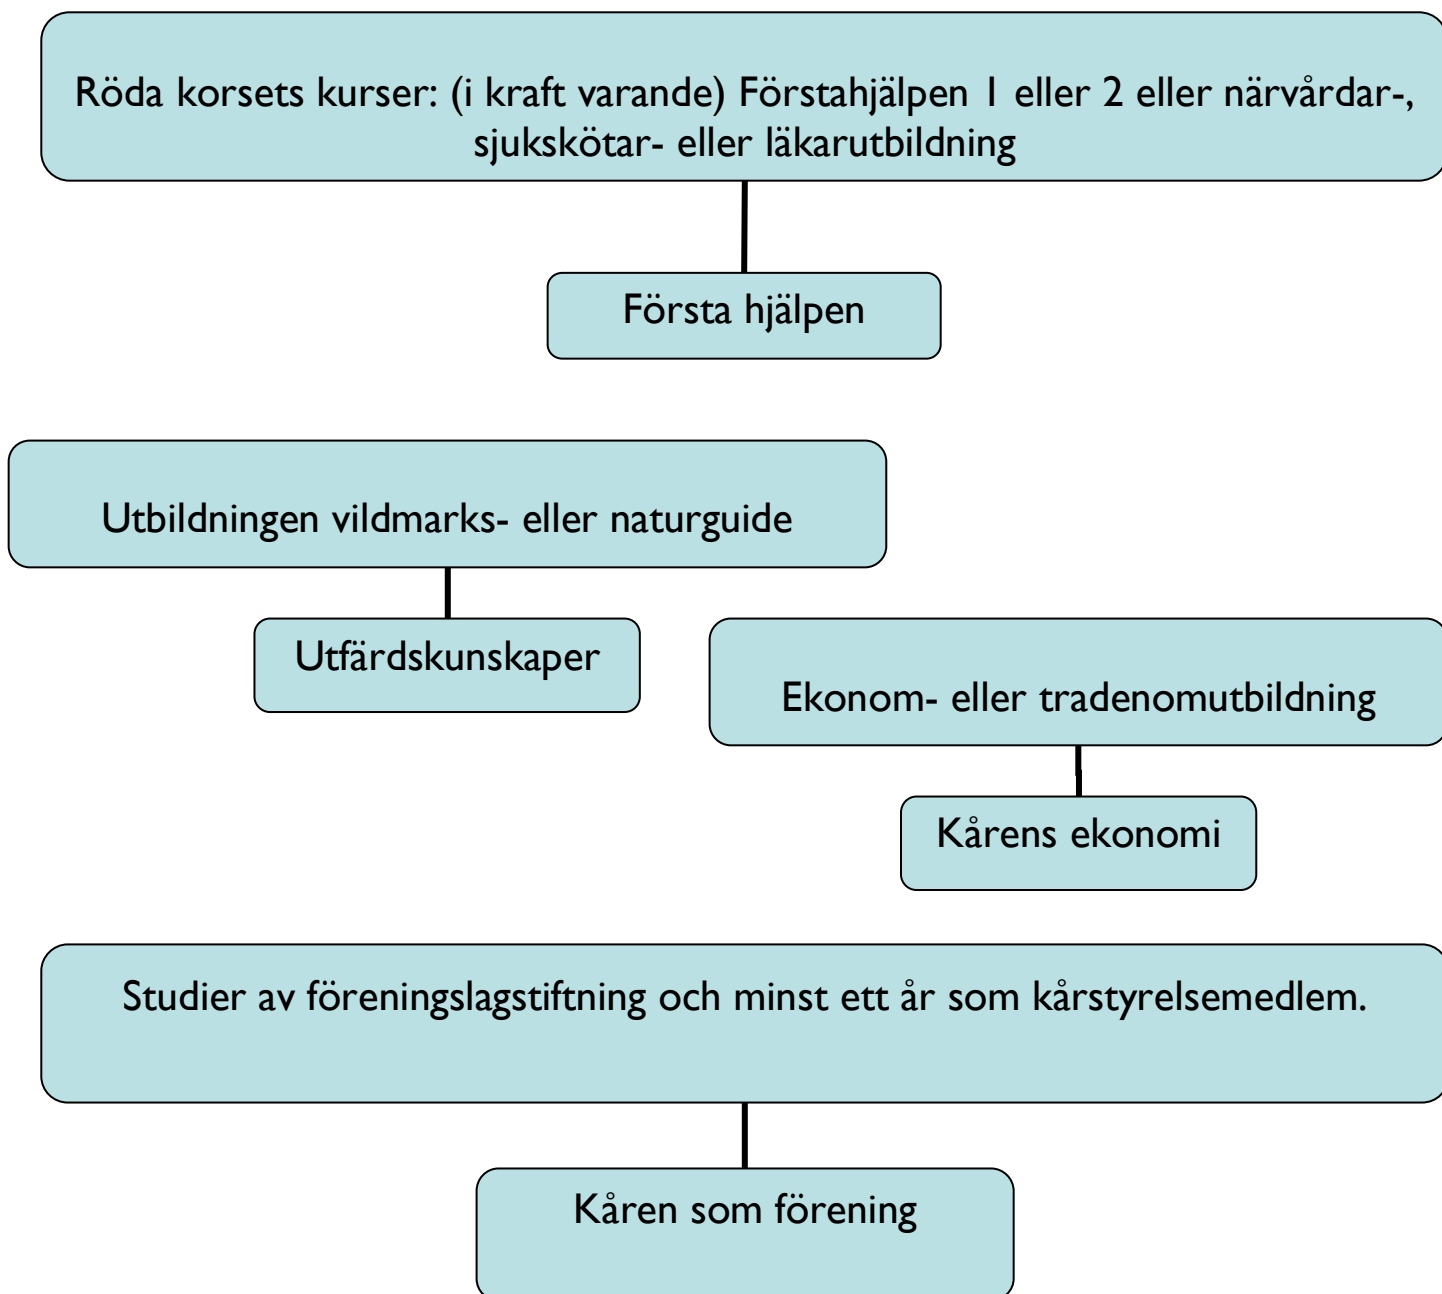 Röda korsets kurser: (i kraft varande) Förstahjälpen 1 eller 2 eller närvårdar-,
sjukskötar- eller läkarutbildning
Första hjälpen
Utbildningen vildmarks- eller naturguide
Utfärdskunskaper
Ekonom- eller tradenomutbildning
Kårens ekonomi
Studier av föreningslagstiftning och minst ett år som kårstyrelsemedlem.
Kåren som förening